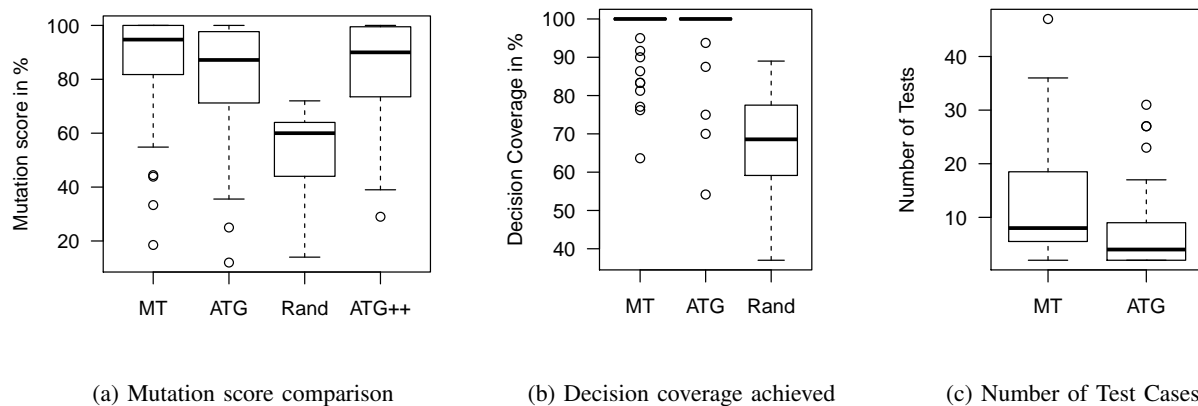 Mutation score in %
100
80
60
40
20
MT ATG Rand ATG++
(a) Mutation score comparison
Decision Coverage in %
100
90
80
70
60
50
40
MT ATG Rand
(b) Decision coverage achieved
Number of Tests
40
30
20
10
MT ATG
(c) Number of Test Cases